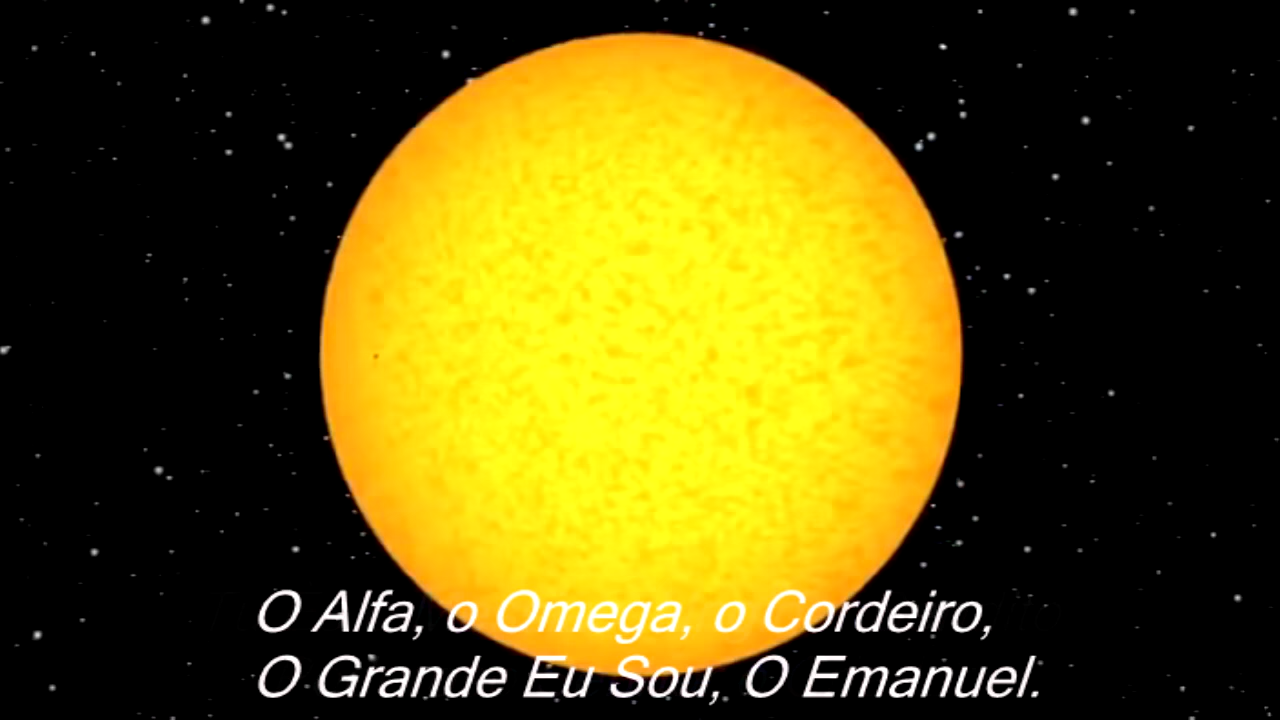 O Alfa, o Omega, o Cordeiro,
O Grande Eu Sou, O Emanuel.